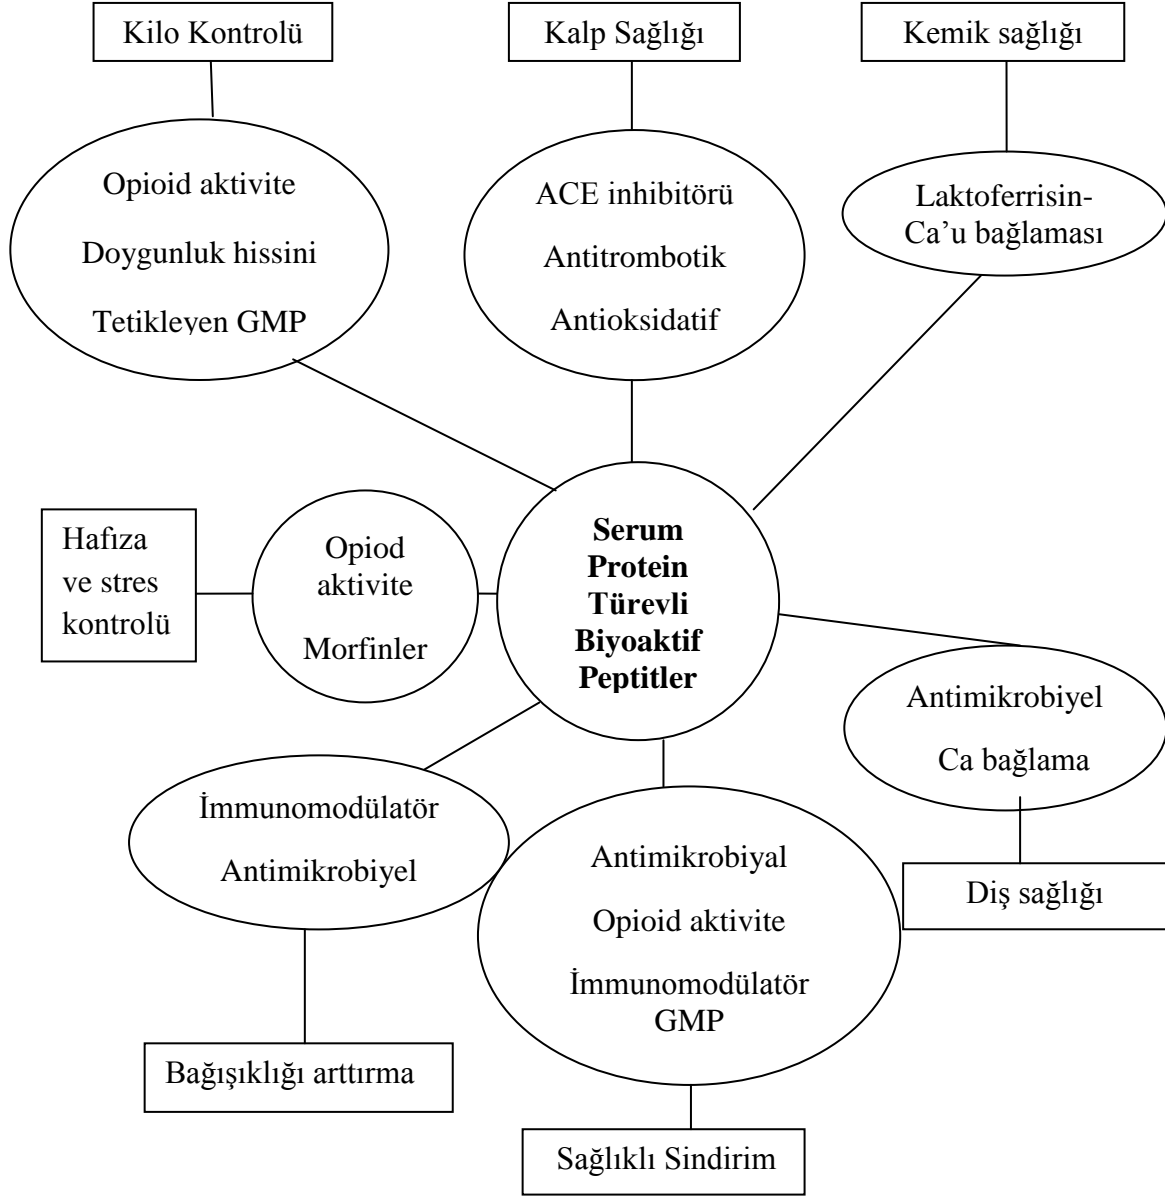 Kilo Kontrolü
Kalp Sağlığı
Kemik sağlığı
Opioid aktivite
Doygunluk hissini
Tetikleyen GMP
ACE inhibitörü
Antitrombotik
Antioksidatif
Laktoferrisin-
Ca’u bağlaması
Hafıza
ve stres
kontrolü
Opiod
aktivite
Morfinler
Serum
Protein
Türevli
Biyoaktif
Peptitler
Antimikrobiyel
Ca bağlama
İmmunomodülatör
Antimikrobiyel
Antimikrobiyal
Opioid aktivite
İmmunomodülatör
GMP
Diş sağlığı
Bağışıklığı arttırma
Sağlıklı Sindirim